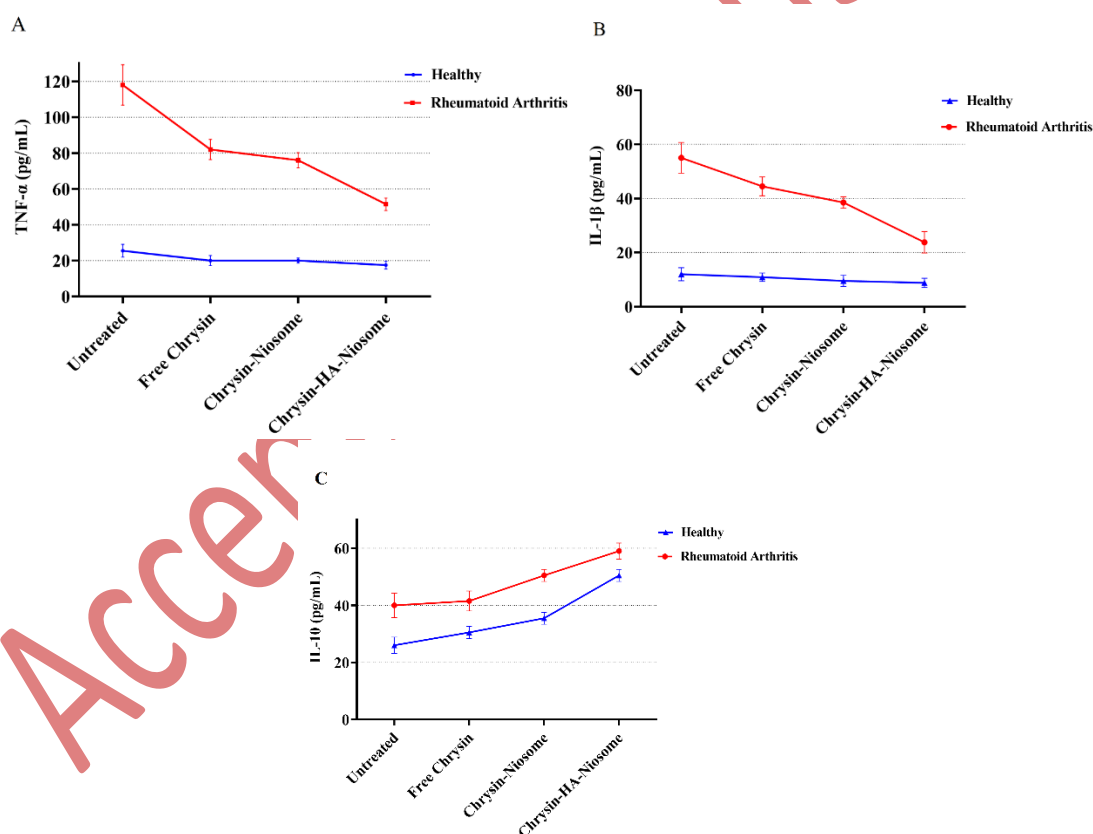 A
TNF-α (pg/mL)
120
100
80
60
40
20
0
Untreated
Free Chrysin
Chrysin-Niosome
Chrysin-HA-Niosome
Healthy
Rheumatoid Arthritis
B
IL-1β (pg/mL)
80
60
40
20
0
Untreated
Free Chrysin
Chrysin-Niosome
Chrysin-HA-Niosome
Healthy
Rheumatoid Arthritis
C
IL-10 (pg/mL)
60
40
20
0
Untreated
Free Chrysin
Chrysin-Niosome
Chrysin-HA-Niosome
Healthy
Rheumatoid Arthritis